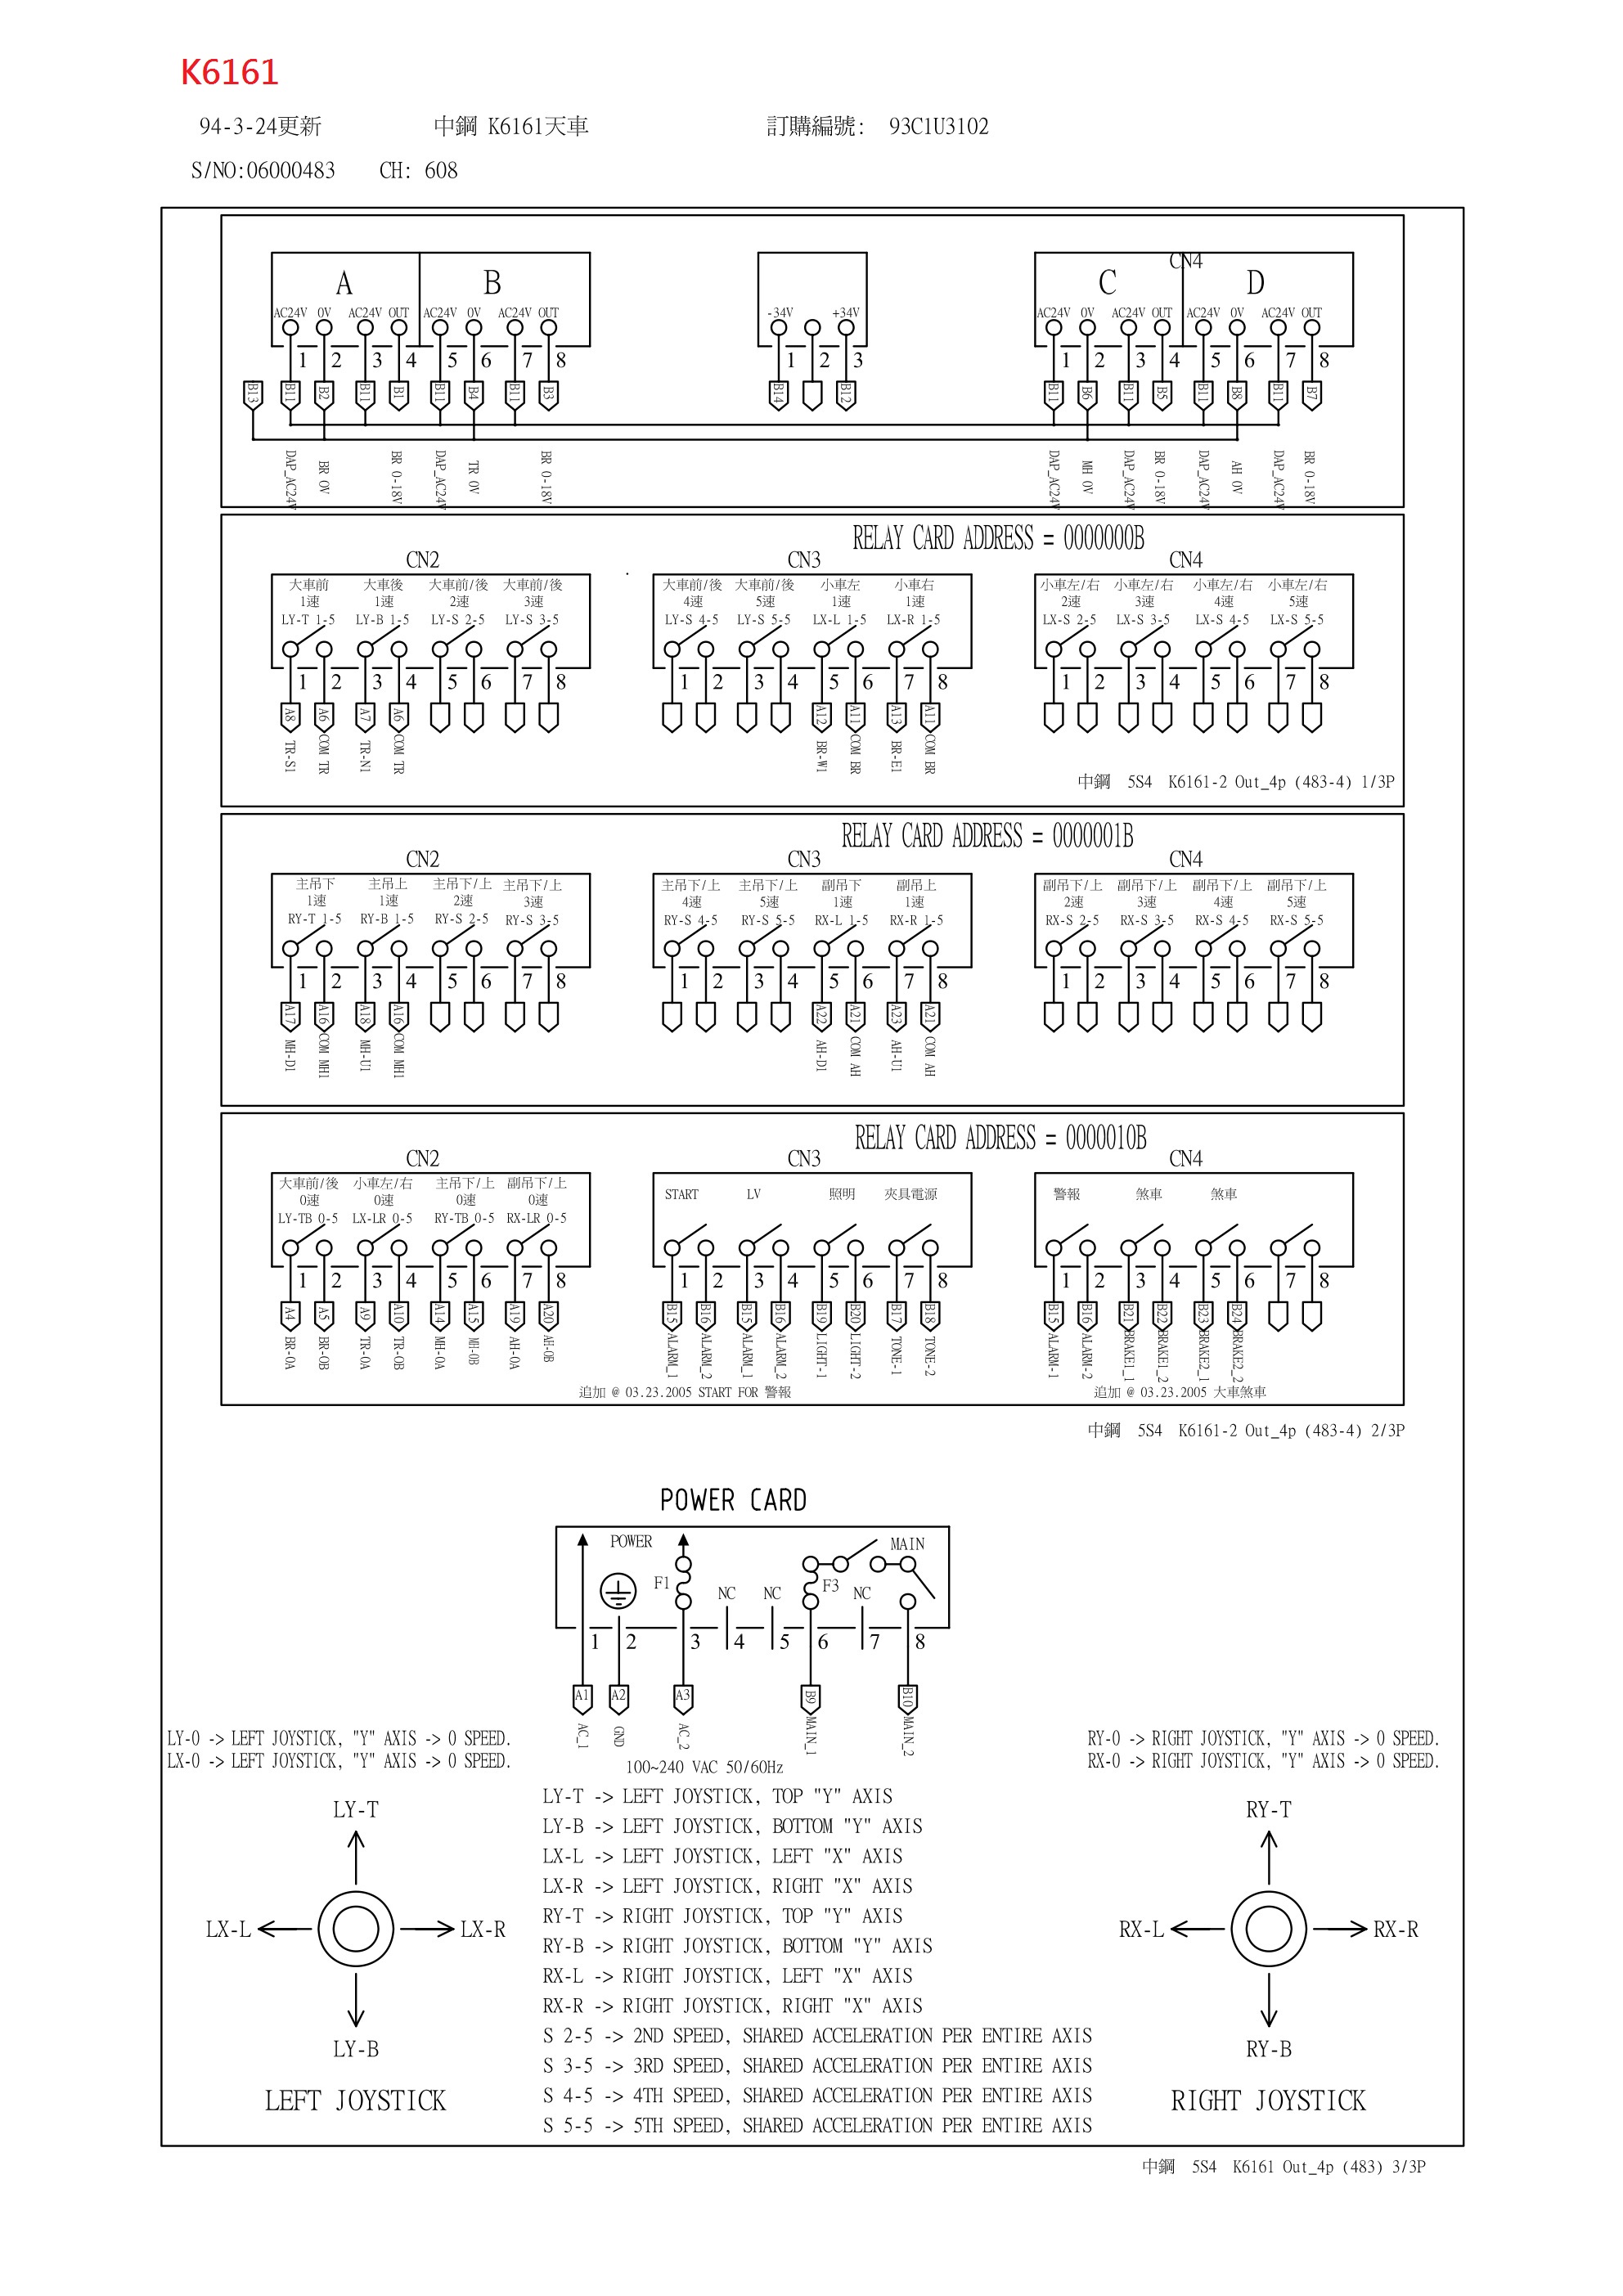 K6161
94-3-24更新 中鋼 K6161天車 訂購編號: 93C1U3102
S/NO:06000483 CH: 608
CN4
A B C D
AC24V 0V AC24V OUT AC24V 0V AC24V OUT -34V +34V AC24V 0V AC24V OUT AC24V 0V AC24V OUT
1 2 3 4 5 6 7 8 1 2 3 1 2 3 4 5 6 7 8
B13 B11 B2 B11 B1 B11 B4 B11 B3 B14 B12 B11 B6 B11 B5 B11 B8 B11 B7
DAP_AC24V BR 0V BR 0-18V DAP_AC24V TR 0V BR 0-18V DAP_AC24V MH 0V DAP_AC24V BR 0-18V DAP_AC24V AH 0V DAP_AC24V BR 0-18V
RELAY CARD ADDRESS = 0000000B
CN2 CN3 CN4
大車前 大車後 大車前/後 大車前/後 大車前/後 大車前/後 小車左 小車右 小車左/右 小車左/右 小車左/右 小車左/右
1速 1速 2速 3速 4速 5速 1速 1速 2速 3速 4速 5速
LY-T 1-5 LY-B 1-5 LY-S 2-5 LY-S 3-5 LY-S 4-5 LY-S 5-5 LX-L 1-5 LX-R 1-5 LX-S 2-5 LX-S 3-5 LX-S 4-5 LX-S 5-5
1 2 3 4 5 6 7 8 1 2 3 4 5 6 7 8 1 2 3 4 5 6 7 8
A8 A6 A7 A6 A12 A11 A13 A11
TR-S1 COM TR TR-N1 COM TR BR-W1 COM BR BR-E1 COM BR
中鋼 5S4 K6161-2 Out_4p (483-4) 1/3P
RELAY CARD ADDRESS = 0000001B
CN2 CN3 CN4
主吊下 主吊上 主吊下/上 主吊下/上 主吊下/上 主吊下/上 副吊下 副吊上 副吊下/上 副吊下/上 副吊下/上 副吊下/上
1速 1速 2速 3速 4速 5速 1速 1速 2速 3速 4速 5速
RY-T 1-5 RY-B 1-5 RY-S 2-5 RY-S 3-5 RY-S 4-5 RY-S 5-5 RX-L 1-5 RX-R 1-5 RX-S 2-5 RX-S 3-5 RX-S 4-5 RX-S 5-5
1 2 3 4 5 6 7 8 1 2 3 4 5 6 7 8 1 2 3 4 5 6 7 8
A17 A16 A18 A16 A22 A21 A23 A21
MH-D1 COM MH1 MH-U1 COM MH1 AH-D1 COM AH AH-U1 COM AH
RELAY CARD ADDRESS = 0000010B
CN2 CN3 CN4
大車前/後 小車左/右 主吊下/上 副吊下/上 START LV 照明 夾具電源 警報 煞車 煞車
0速 0速 0速 0速
LY-TB 0-5 LX-LR 0-5 RY-TB 0-5 RX-LR 0-5
1 2 3 4 5 6 7 8 1 2 3 4 5 6 7 8 1 2 3 4 5 6 7 8
A4 A5 A9 A10 A14 A15 A19 A20 B15 B16 B15 B16 B19 B20 B17 B18 B15 B16 B21 B22 B23 B24
BR-OA BR-OB TR-OA TR-OB MH-OA MH-OB AH-OA AH-OB ALARM_1 ALARM_2 ALARM_1 ALARM_2 LIGHT-1 LIGHT-2 TONE-1 TONE-2 ALARM-1 ALARM-2 BRAKE1_1 BRAKE1_2 BRAKE2_1 BRAKE2_2
追加 @ 03.23.2005 START FOR 警報 追加 @ 03.23.2005 大車煞車
中鋼 5S4 K6161-2 Out_4p (483-4) 2/3P
POWER CARD
POWER MAIN
F1 NC NC F3 NC
1 2 3 4 5 6 7 8
A1 A2 A3 B9 B10
AC_1 GND AC_2 MAIN_1 MAIN_2
100~240 VAC 50/60Hz
LY-0 -> LEFT JOYSTICK, "Y" AXIS -> 0 SPEED.
LX-0 -> LEFT JOYSTICK, "Y" AXIS -> 0 SPEED.
RY-0 -> RIGHT JOYSTICK, "Y" AXIS -> 0 SPEED.
RX-0 -> RIGHT JOYSTICK, "Y" AXIS -> 0 SPEED.
LY-T
LX-L LX-R
LY-B
LEFT JOYSTICK
LY-T -> LEFT JOYSTICK, TOP "Y" AXIS
LY-B -> LEFT JOYSTICK, BOTTOM "Y" AXIS
LX-L -> LEFT JOYSTICK, LEFT "X" AXIS
LX-R -> LEFT JOYSTICK, RIGHT "X" AXIS
RY-T -> RIGHT JOYSTICK, TOP "Y" AXIS
RY-B -> RIGHT JOYSTICK, BOTTOM "Y" AXIS
RX-L -> RIGHT JOYSTICK, LEFT "X" AXIS
RX-R -> RIGHT JOYSTICK, RIGHT "X" AXIS
S 2-5 -> 2ND SPEED, SHARED ACCELERATION PER ENTIRE AXIS
S 3-5 -> 3RD SPEED, SHARED ACCELERATION PER ENTIRE AXIS
S 4-5 -> 4TH SPEED, SHARED ACCELERATION PER ENTIRE AXIS
S 5-5 -> 5TH SPEED, SHARED ACCELERATION PER ENTIRE AXIS
RY-T
RX-L RX-R
RY-B
RIGHT JOYSTICK
中鋼 5S4 K6161 Out_4p (483) 3/3P